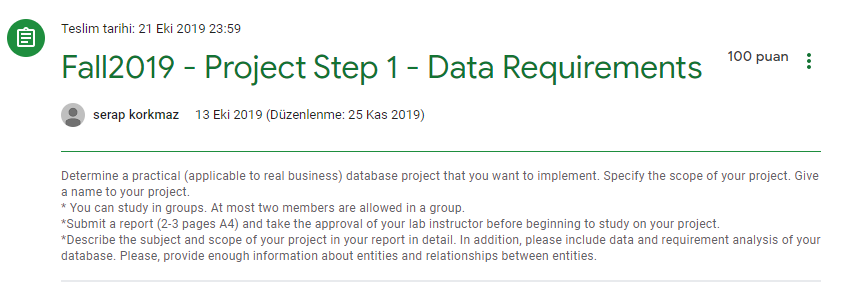 Teslim tarihi: 21 Eki 2019 23:59
Fall2019 - Project Step 1 - Data Requirements
100 puan
serap korkmaz 13 Eki 2019 (Düzenlenme: 25 Kas 2019)
Determine a practical (applicable to real business) database project that you want to implement. Specify the scope of your project. Give
a name to your project.
* You can study in groups. At most two members are allowed in a group.
*Submit a report (2-3 pages A4) and take the approval of your lab instructor before beginning to study on your project.
*Describe the subject and scope of your project in your report in detail. In addition, please include data and requirement analysis of your
database. Please, provide enough information about entities and relationships between entities.